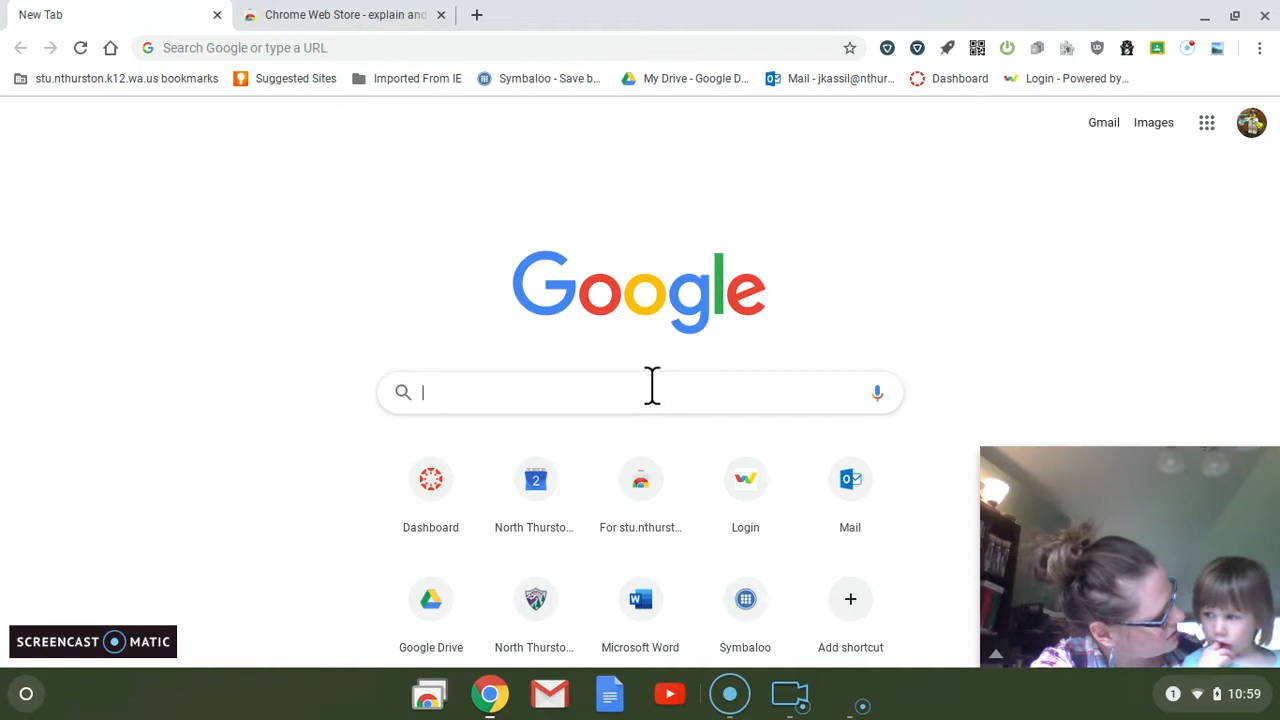 New Tab
Chrome Web Store - explain and
Search Google or type a URL
stu.nthurston.k12.wa.us bookmarks
Suggested Sites
Imported From IE
Symbaloo - Save b...
My Drive - Google D...
Mail - jkassil@nthur...
Dashboard
Login - Powered by...
Gmail
Images
Google
Dashboard
2
North Thursto...
For stu.nthurst...
Login
Mail
Google Drive
North Thursto...
Microsoft Word
Symbaloo
Add shortcut
SCREENCAST MATIC
1
10:59